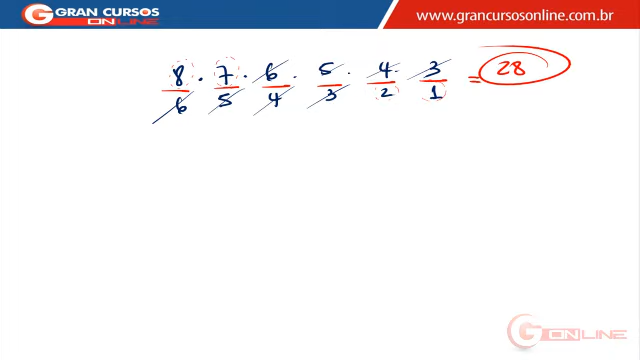 GRAN CURSOS
ONLINE
www.grancursosonline.com.br
8 . 7 . 6 . 5 . 4 . 3 = 28
6 5 4 3 2 1
G ONLINE